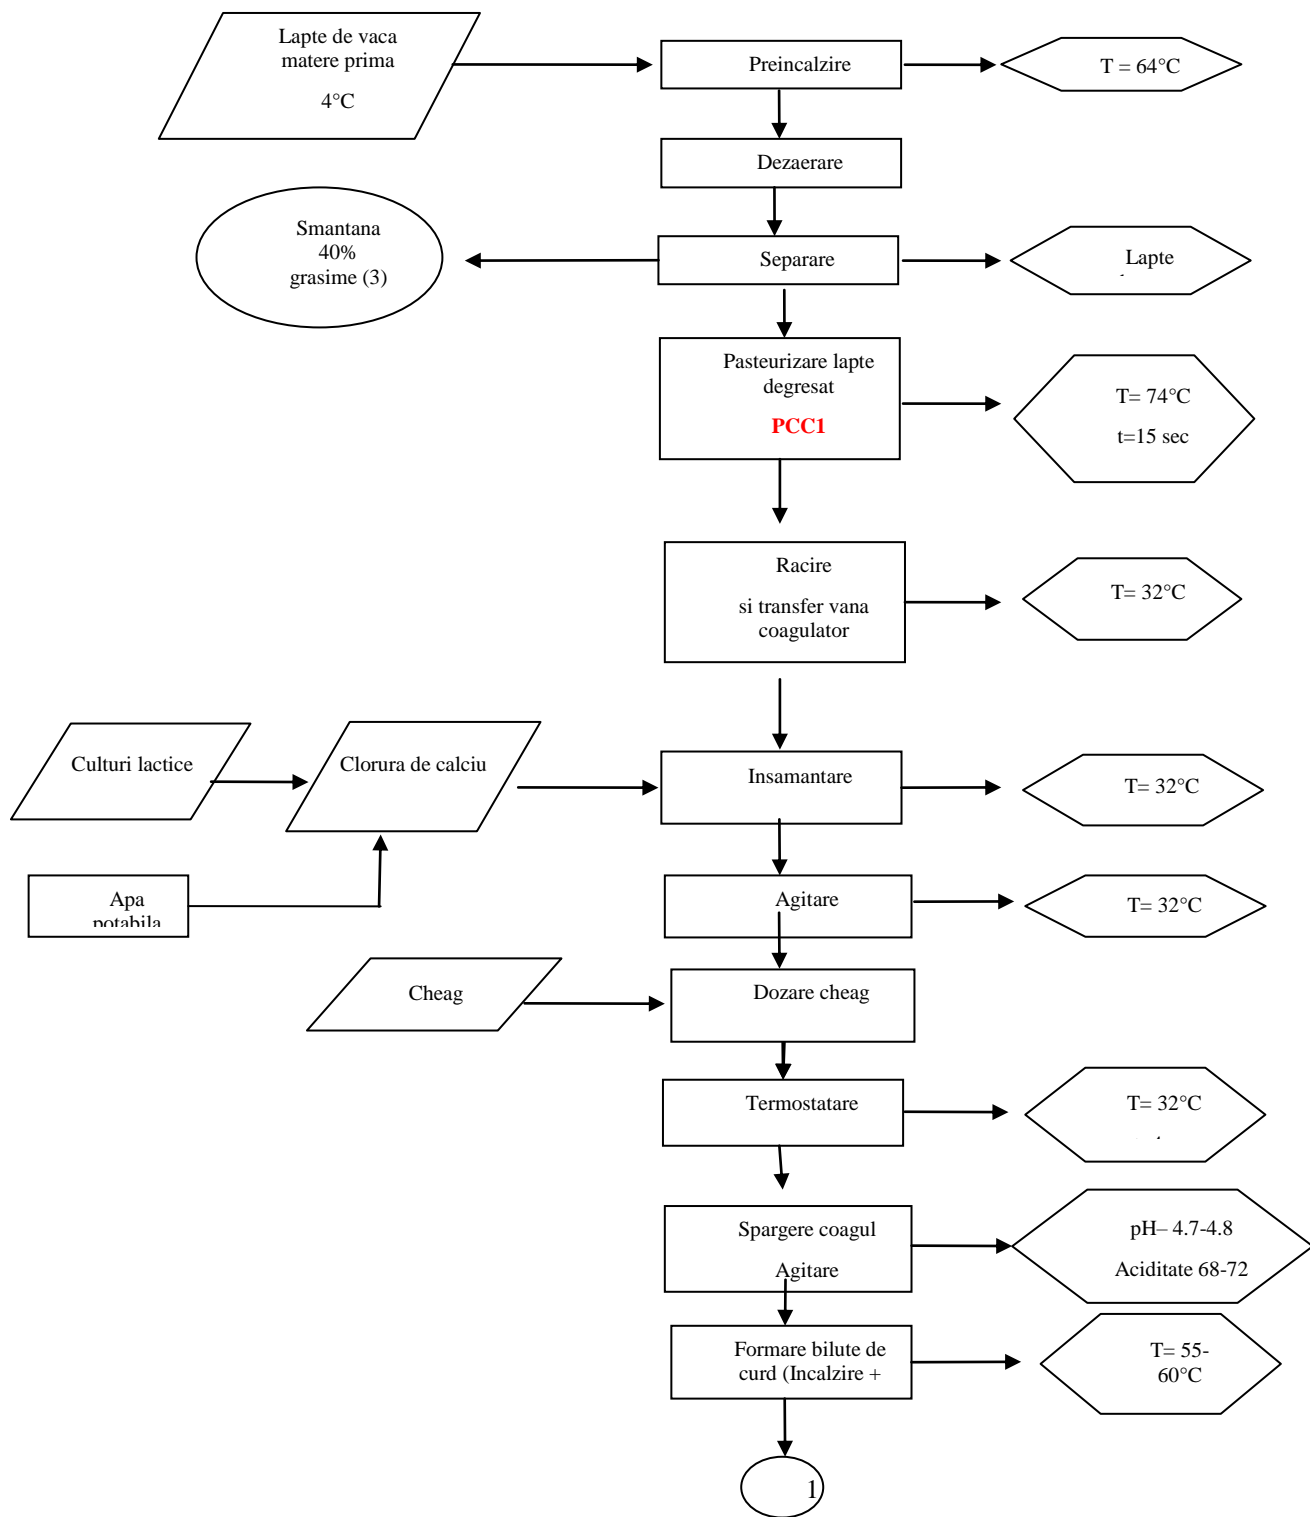 Lapte de vaca
matere prima
4°C
Preincalzire
T = 64°C
Dezaerare
Smantana
40%
grasime (3)
Separare
Lapte
Pasteurizare lapte
degresat
PCC1
T= 74°C
t=15 sec
Racire
si transfer vana
coagulator
T= 32°C
Culturi lactice
Clorura de calciu
Insamantare
T= 32°C
Apa
potabila
Agitare
T= 32°C
Cheag
Dozare cheag
Termostatare
T= 32°C
Spargere coagul
Agitare
pH– 4.7-4.8
Aciditate 68-72
Formare bilute de
curd (Incalzire +
T= 55-
60°C
1